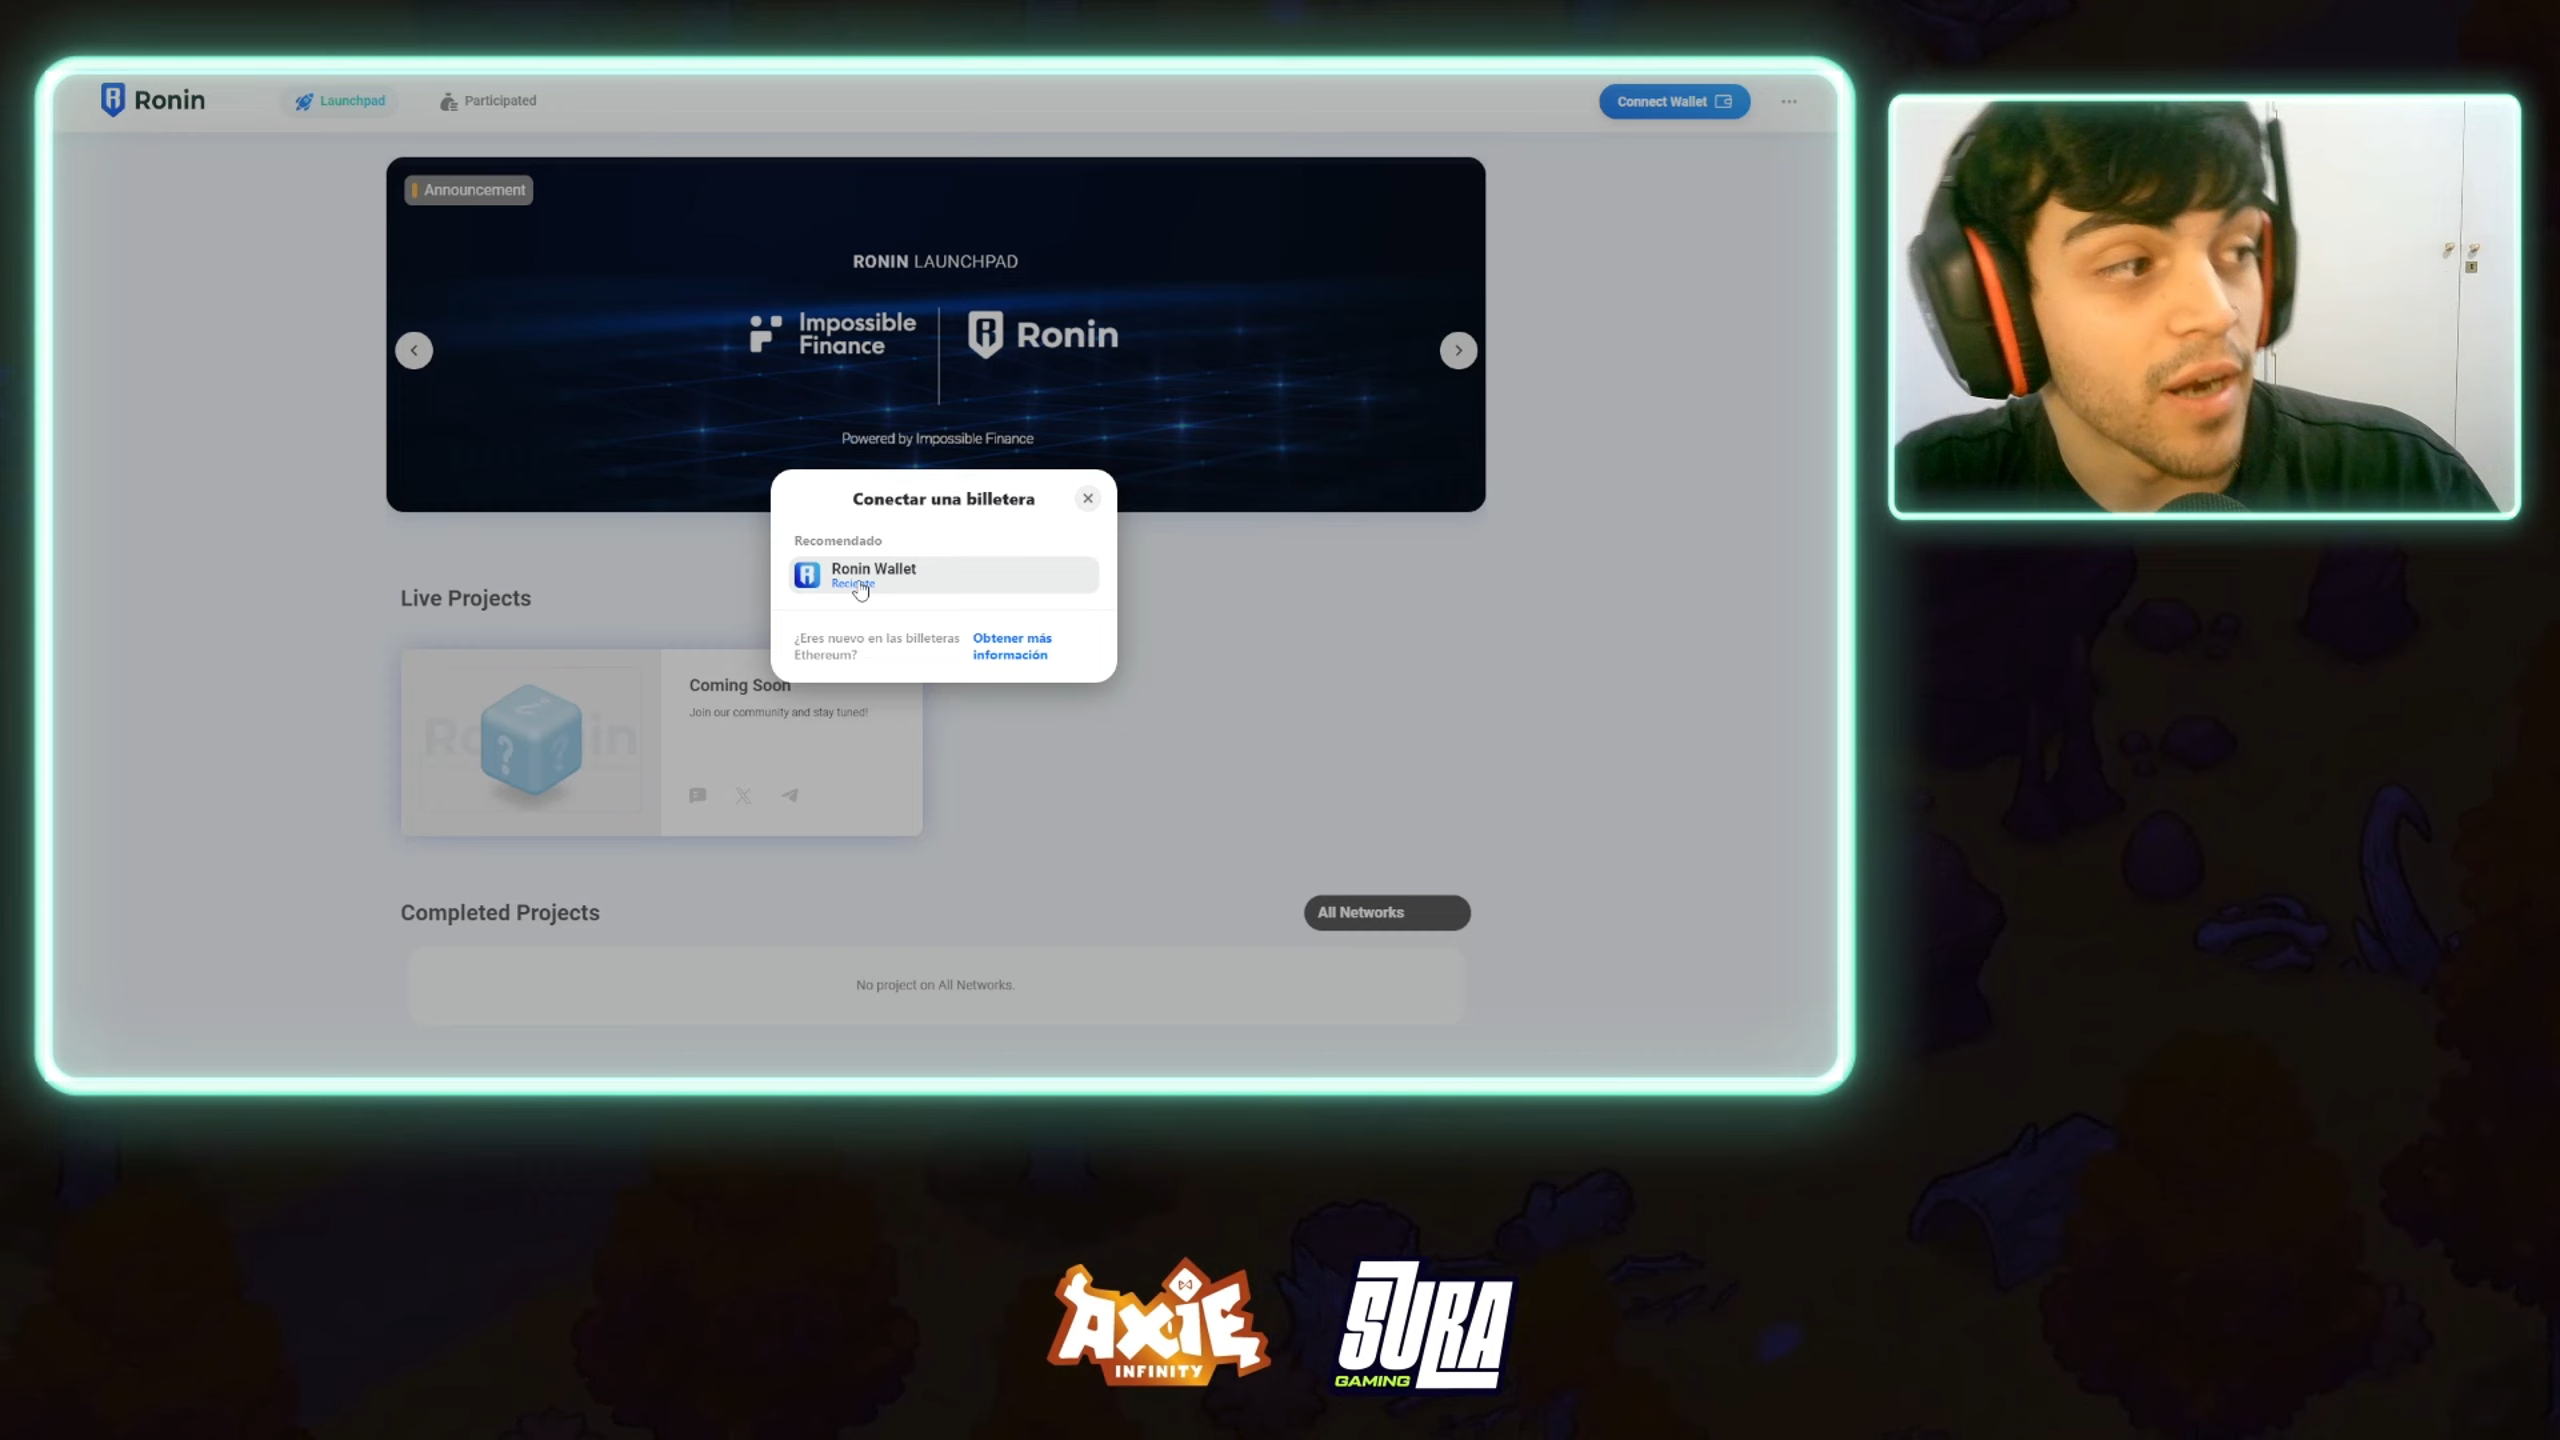 Ronin
Launchpad
Participated
Connect Wallet
Announcement
RONIN LAUNCHPAD
Impossible
Finance
Ronin
Powered by Impossible Finance
Conectar una billetera
Recomendado
Ronin Wallet
Reciente
¿Eres nuevo en las billeteras
Ethereum?
Obtener más
información
Live Projects
Coming Soon
Join our community and stay tuned!
Completed Projects
All Networks
No project on All Networks.
AXIE
INFINITY
SURA
GAMING